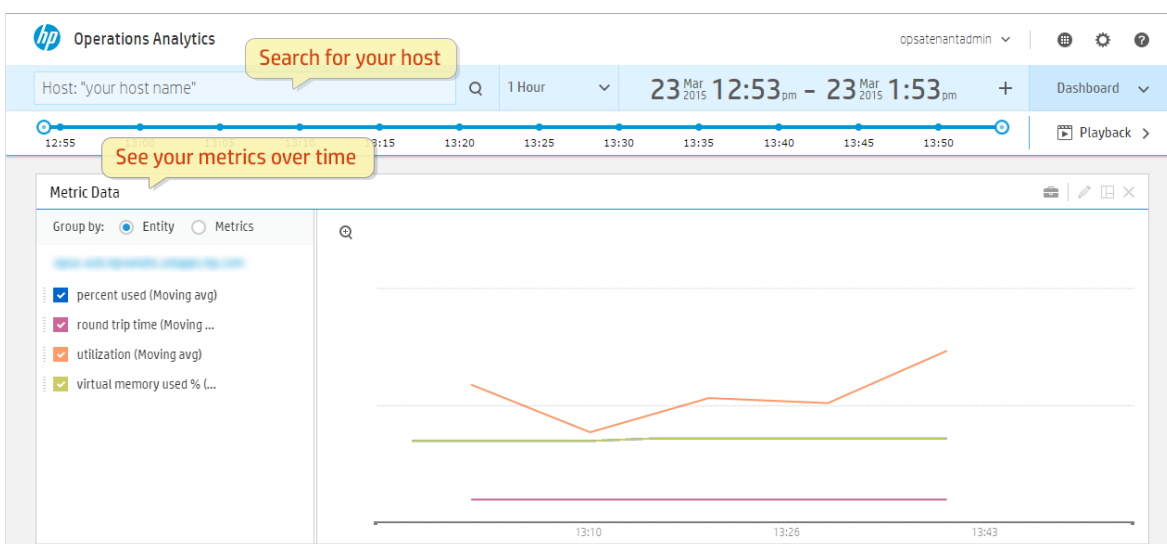 hp Operations Analytics
opsatenantadmin
Search for your host
Host: "your host name"
1 Hour
23 Mar 2015 12:53 pm - 23 Mar 2015 1:53 pm
Dashboard
12:55 13:15 13:20 13:25 13:30 13:35 13:40 13:45 13:50
Playback
See your metrics over time
Metric Data
Group by: Entity Metrics
percent used (Moving avg)
round trip time (Moving ...
utilization (Moving avg)
virtual memory used % (...
13:10 13:26 13:43